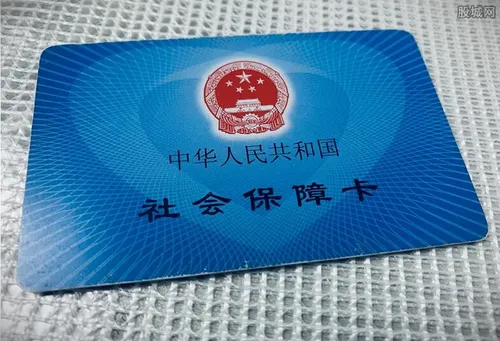 股城网
中华人民共和国
社会保障卡